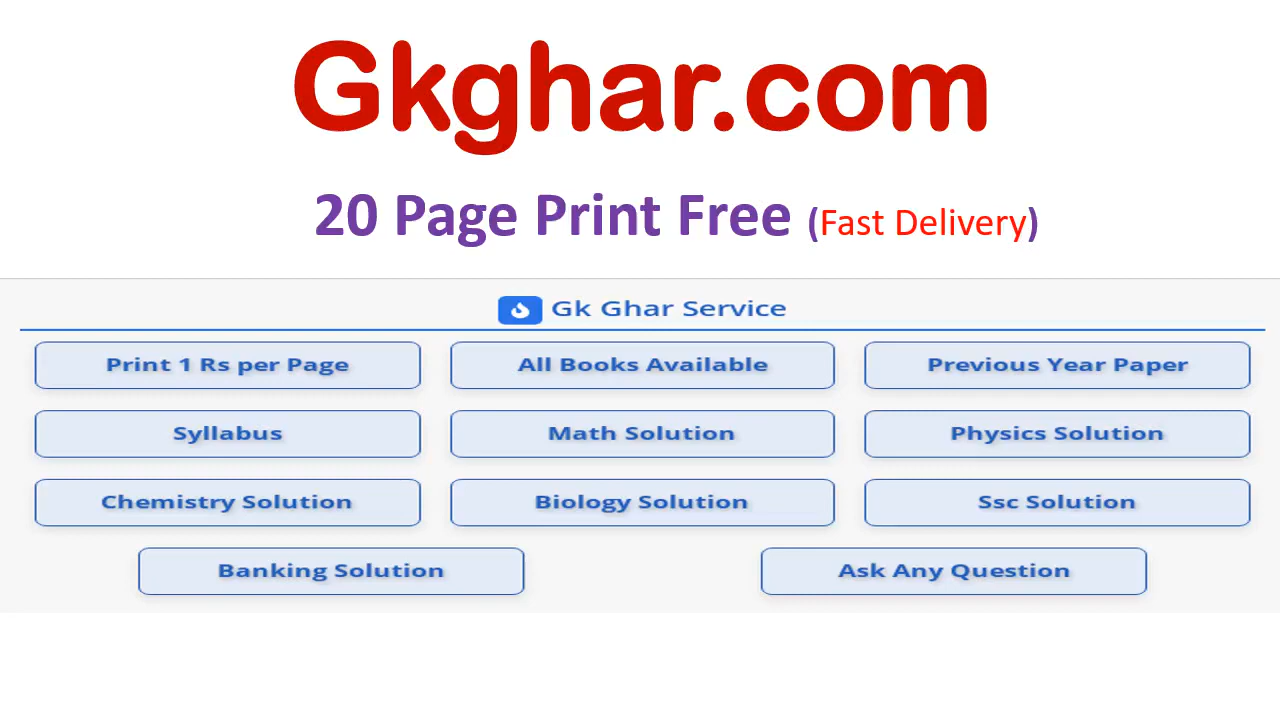 Gkghar.com
20 Page Print Free (Fast Delivery)
Gk Ghar Service
Print 1 Rs per Page
All Books Available
Previous Year Paper
Syllabus
Math Solution
Physics Solution
Chemistry Solution
Biology Solution
Ssc Solution
Banking Solution
Ask Any Question